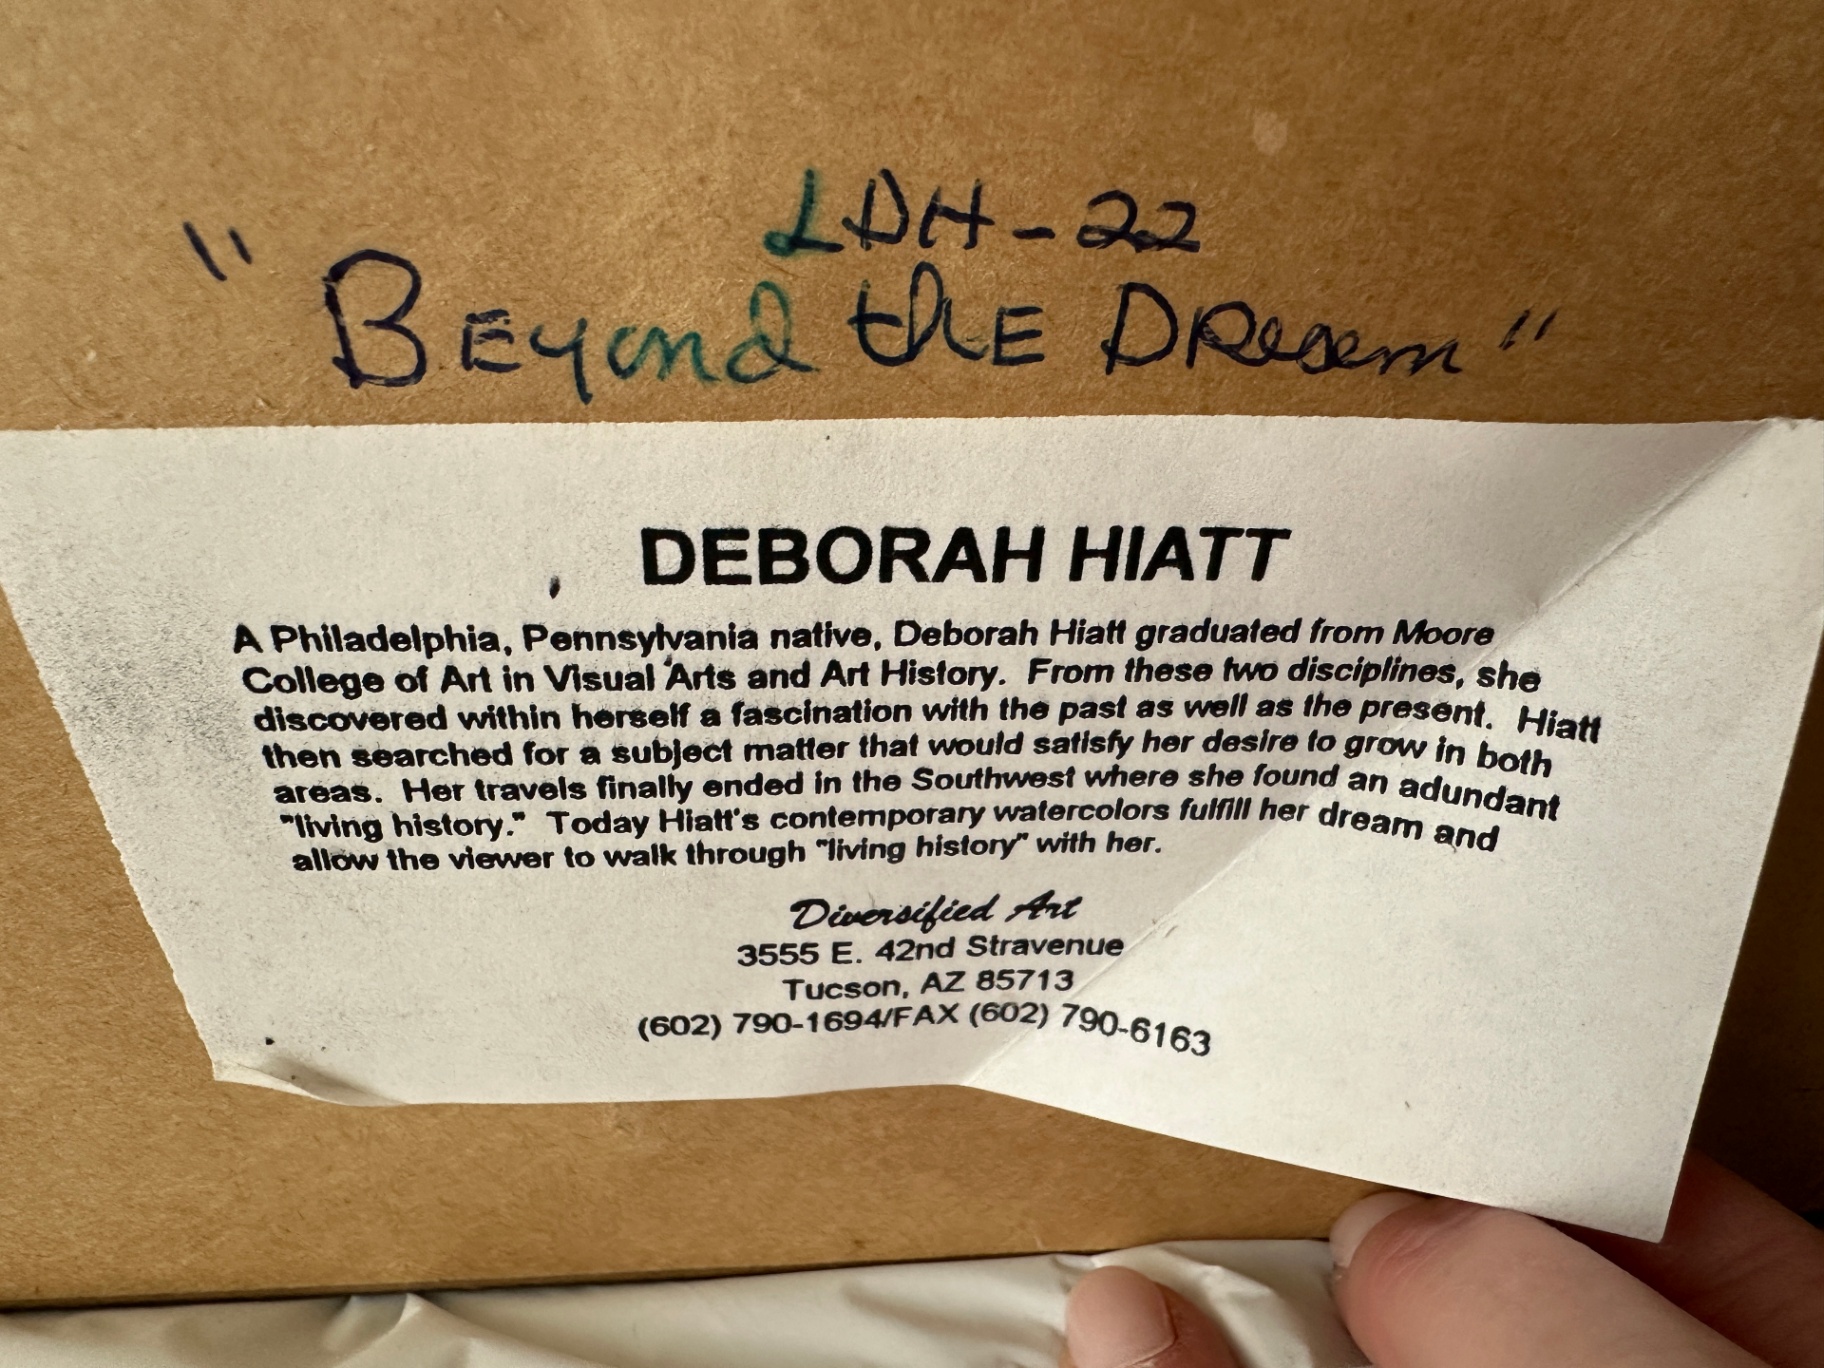 LDH-22
"Beyond the Dream"
DEBORAH HIATT
A Philadelphia, Pennsylvania native, Deborah Hiatt graduated from Moore
College of Art in Visual Arts and Art History. From these two disciplines, she
discovered within herself a fascination with the past as well as the present. Hiatt
then searched for a subject matter that would satisfy her desire to grow in both
areas. Her travels finally ended in the Southwest where she found an adundant
"living history." Today Hiatt's contemporary watercolors fulfill her dream and
allow the viewer to walk through "living history" with her.
Diversified Art
3555 E. 42nd Stravenue
Tucson, AZ 85713
(602) 790-1694/FAX (602) 790-6163